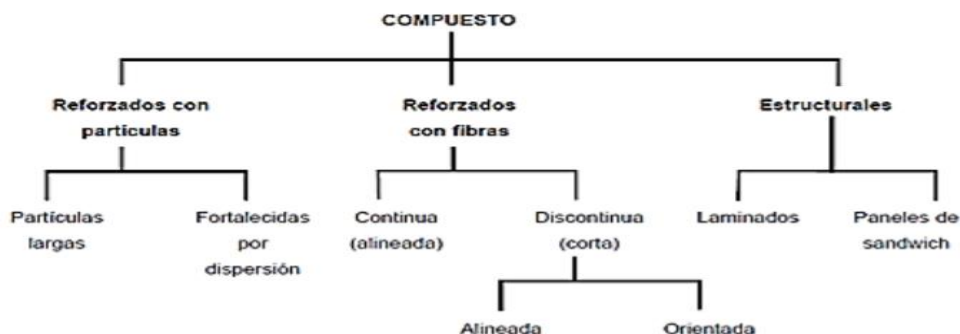 COMPUESTO
Reforzados con
partículas
Reforzados
con fibras
Estructurales
Partículas
largas
Fortalecidas
por
dispersión
Continua
(alineada)
Discontinua
(corta)
Laminados
Paneles de
sandwich
Alineada
Orientada